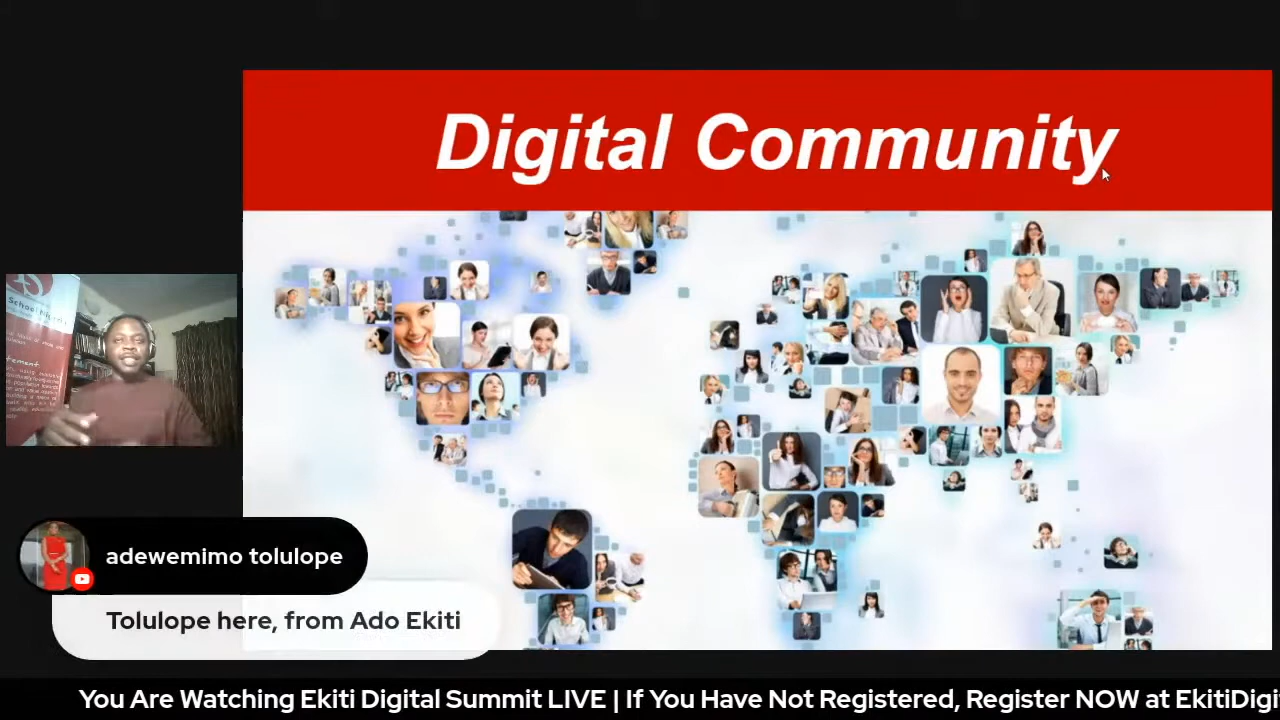 Digital Community
adewemimo tolulope
Tolulope here, from Ado Ekiti
You Are Watching Ekiti Digital Summit LIVE | If You Have Not Registered, Register NOW at EkitiDigi